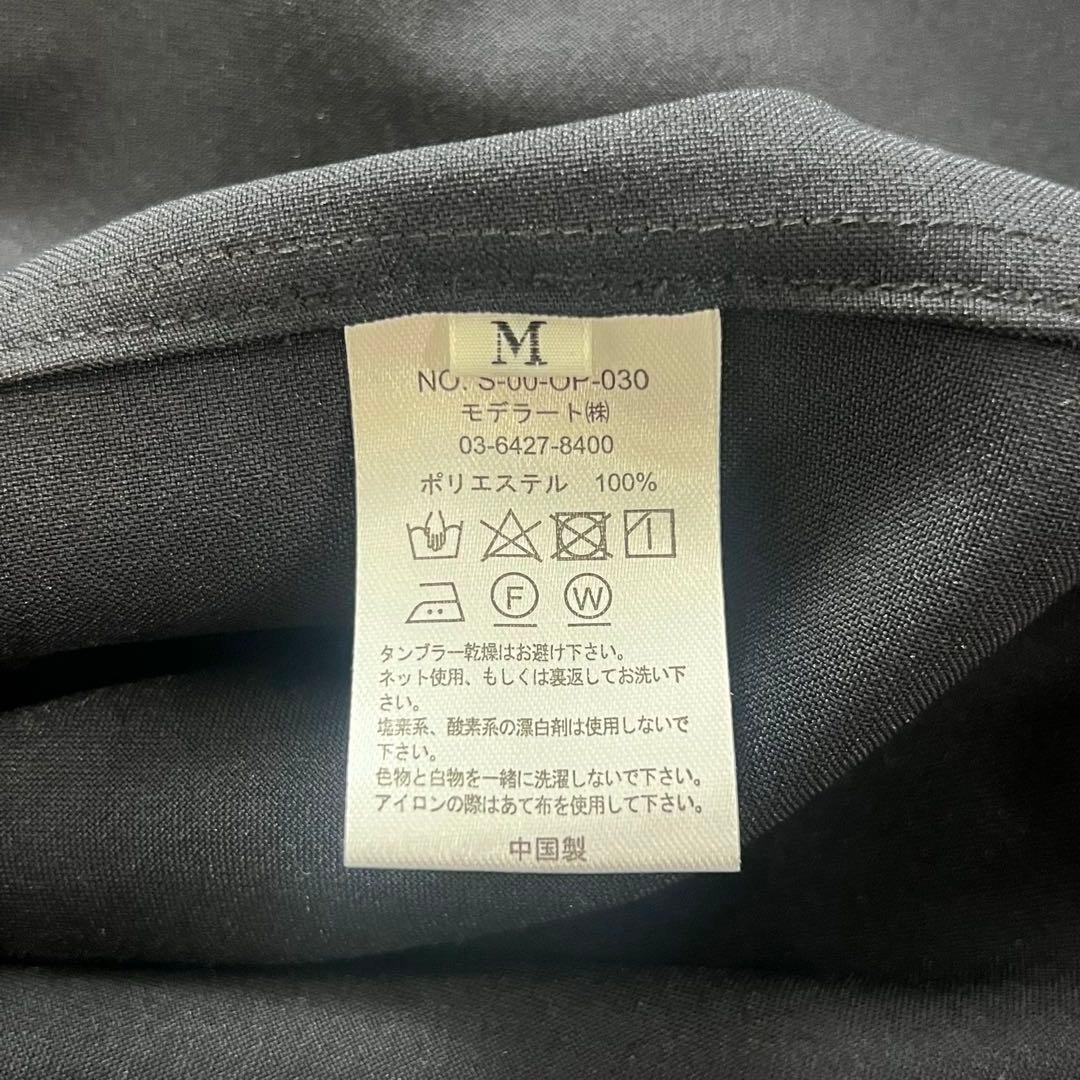 M
NO. S-00-OP-030
モデラート㈱
03-6427-8400
ポリエステル 100%
F W
タンブラー乾燥はお避け下さい。
ネット使用、もしくは裏返してお洗い下
さい。
塩素系、酸素系の漂白剤は使用しないで
下さい。
色物と白物を一緒に洗濯しないで下さい。
アイロンの際はあて布を使用して下さい。
中国製